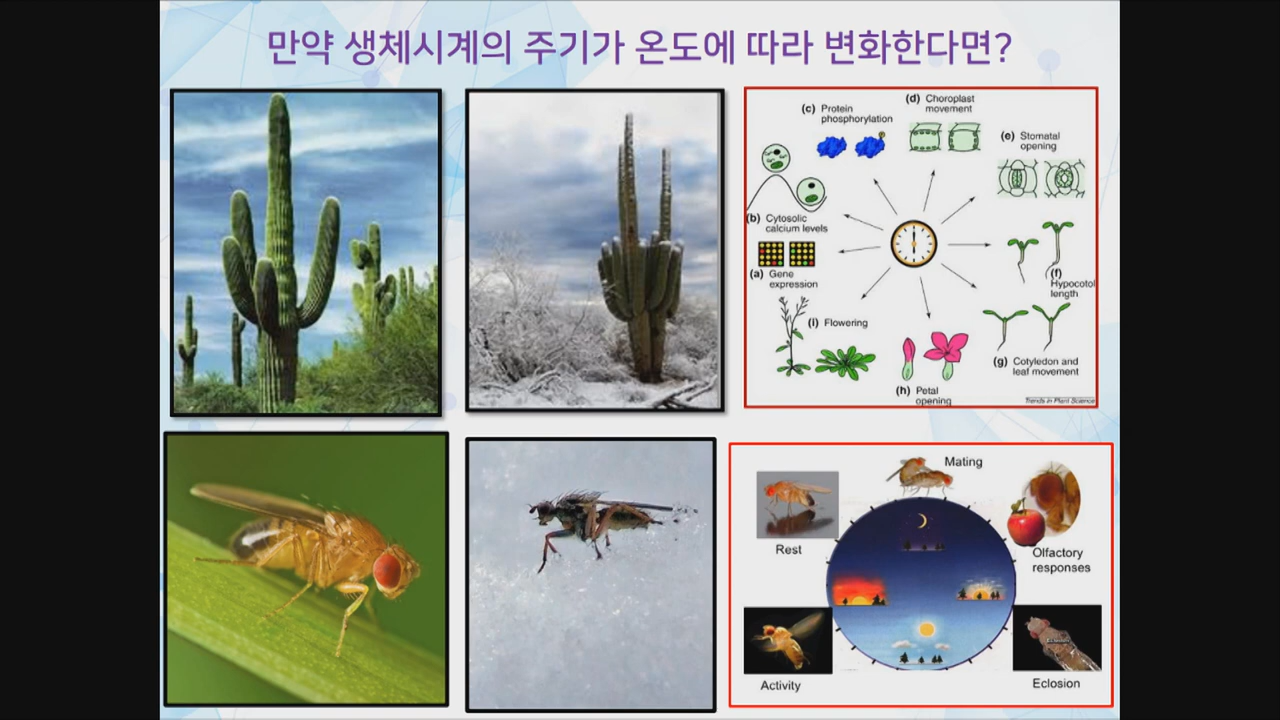 만약 생체시계의 주기가 온도에 따라 변화한다면?
(c) Protein
phosphorylation
(d) Choroplast
movement
(e) Stomatal
opening
(b) Cytosolic
calcium levels
(a) Gene
expression
(f)
Hypocotol
length
(i) Flowering
(g) Cotyledon and
leaf movement
(h) Petal
opening
Trends in Plant Science
Mating
Rest
Olfactory
responses
Activity
Eclosion